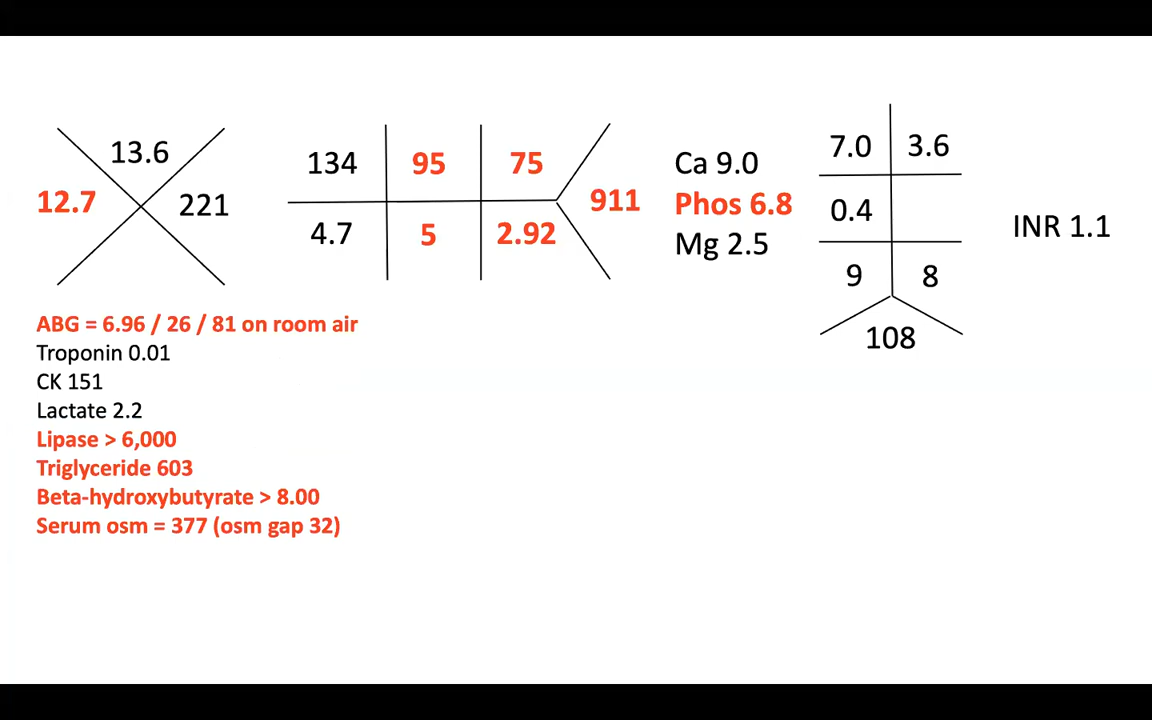 13.6
12.7 221
134 95 75
911
4.7 5 2.92
Ca 9.0
Phos 6.8
Mg 2.5
7.0 3.6
0.4
9 8
108
INR 1.1
ABG = 6.96 / 26 / 81 on room air
Troponin 0.01
CK 151
Lactate 2.2
Lipase > 6,000
Triglyceride 603
Beta-hydroxybutyrate > 8.00
Serum osm = 377 (osm gap 32)